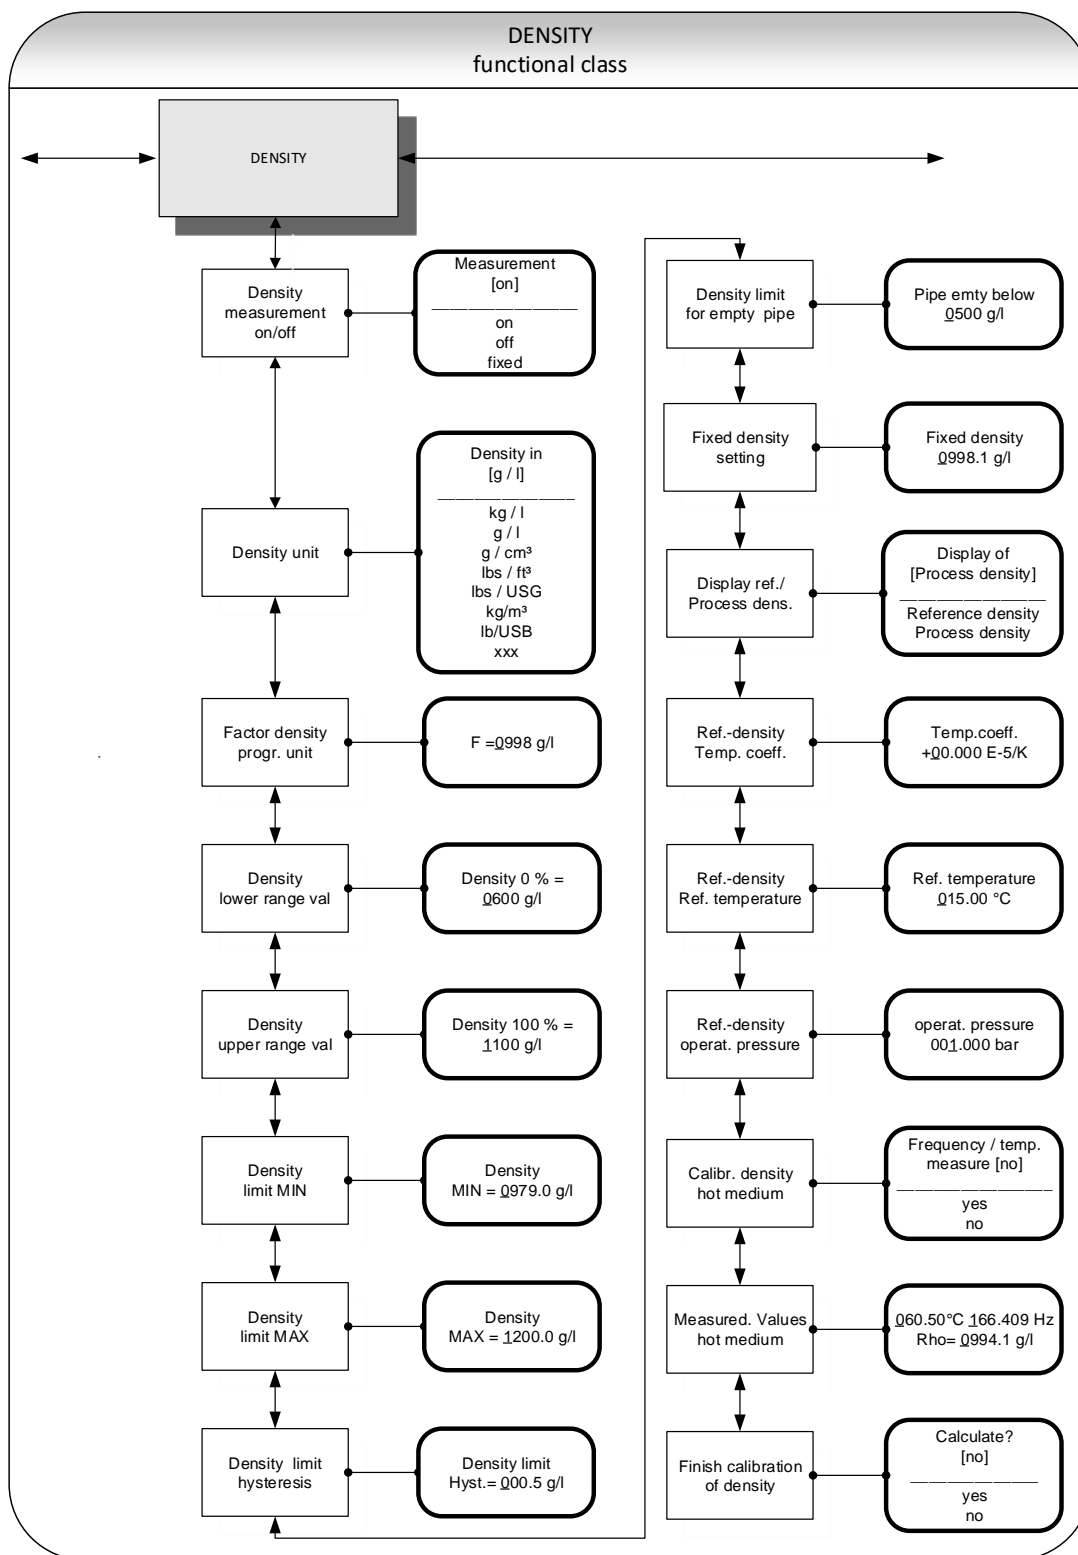 DENSITY
functional class
DENSITY
Density
measurement
on/off
Measurement
[on]
on
off
fixed
Density unit
Density in
[g / l]
kg / l
g / l
g / cm³
lbs / ft³
lbs / USG
kg/m³
lb/USB
xxx
Factor density
progr. unit
F =0998 g/l
Density
lower range val
Density 0 % =
0600 g/l
Density
upper range val
Density 100 % =
1100 g/l
Density
limit MIN
Density
MIN = 0979.0 g/l
Density
limit MAX
Density
MAX = 1200.0 g/l
Density limit
hysteresis
Density limit
Hyst.= 000.5 g/l
Density limit
for empty pipe
Pipe emty below
0500 g/l
Fixed density
setting
Fixed density
0998.1 g/l
Display ref./
Process dens.
Display of
[Process density]
Reference density
Process density
Ref.-density
Temp. coeff.
Temp.coeff.
+00.000 E-5/K
Ref.-density
Ref. temperature
Ref. temperature
015.00 °C
Ref.-density
operat. pressure
operat. pressure
001.000 bar
Calibr. density
hot medium
Frequency / temp.
measure [no]
yes
no
Measured. Values
hot medium
060.50°C 166.409 Hz
Rho= 0994.1 g/l
Finish calibration
of density
Calculate?
[no]
yes
no